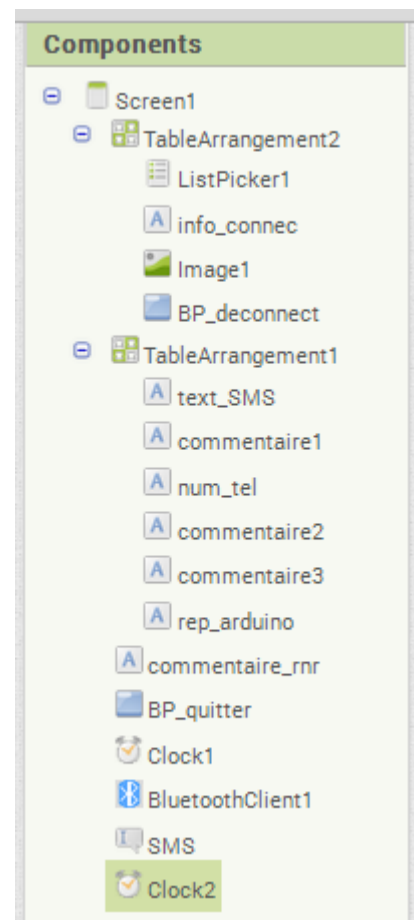 Components
Screen1
TableArrangement2
ListPicker1
A info_connec
Image1
BP_deconnect
TableArrangement1
A text_SMS
A commentaire1
A num_tel
A commentaire2
A commentaire3
A rep_arduino
A commentaire_rnr
BP_quitter
Clock1
BluetoothClient1
SMS
Clock2